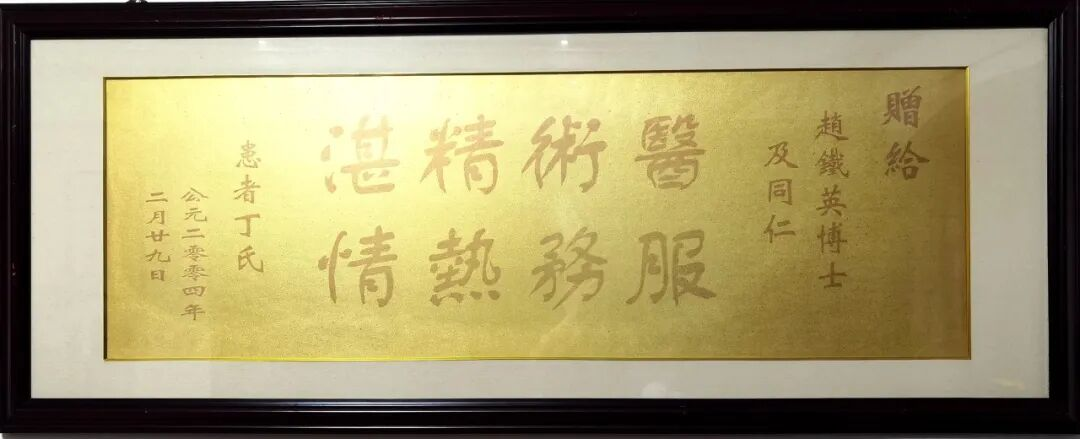 贈給
趙鐵英博士
及同仁
醫術精湛
服務熱情
患者丁氏
公元二零零四年
二月廿九日